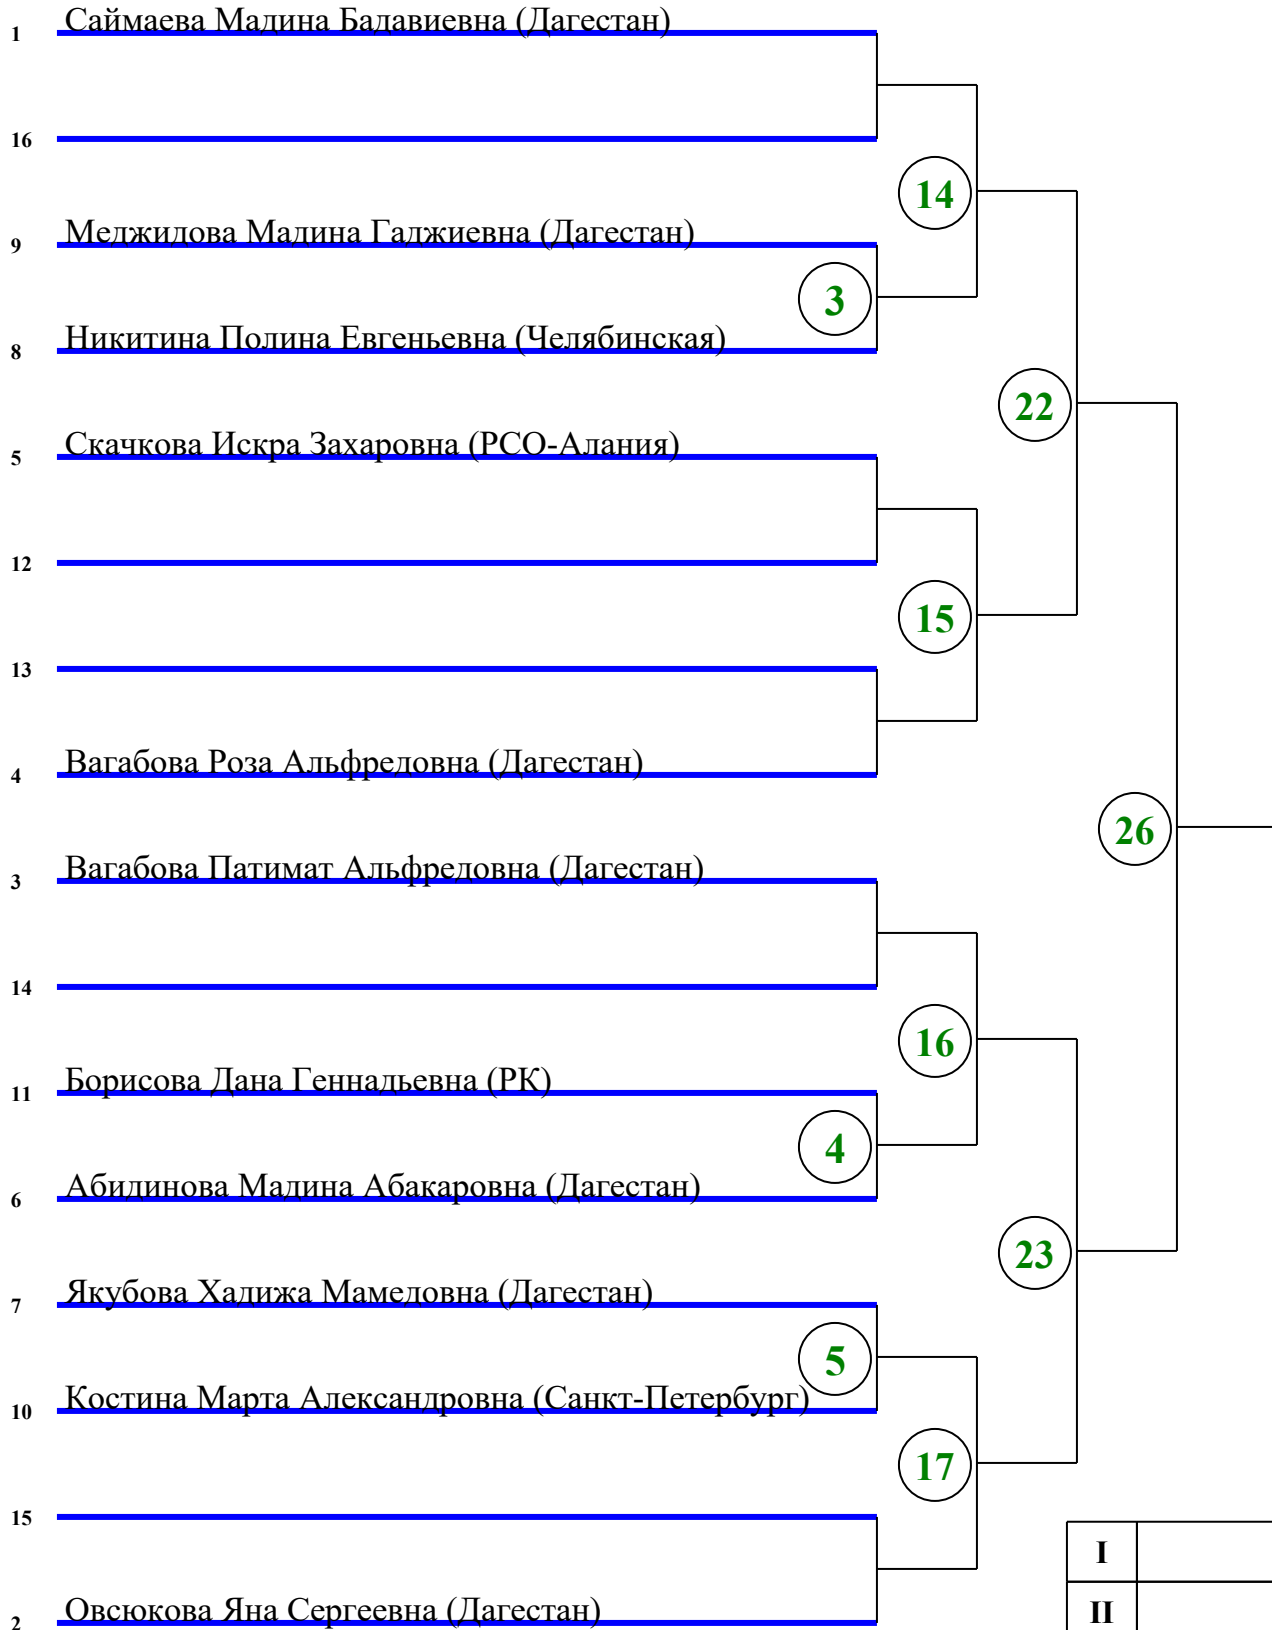 1 Саймаева Мадина Бадавиевна (Дагестан)
16
14
9 Меджидова Мадина Гаджиевна (Дагестан)
3
8 Никитина Полина Евгеньевна (Челябинская)
22
5 Скачкова Искра Захаровна (РСО-Алания)
12
15
13
4 Вагабова Роза Альфредовна (Дагестан)
26
3 Вагабова Патимат Альфредовна (Дагестан)
14
16
11 Борисова Дана Геннадьевна (РК)
4
6 Абидинова Мадина Абакаровна (Дагестан)
23
7 Якубова Хадижа Мамедовна (Дагестан)
5
10 Костина Марта Александровна (Санкт-Петербург)
17
15
I
2 Овсюкова Яна Сергеевна (Дагестан)
II